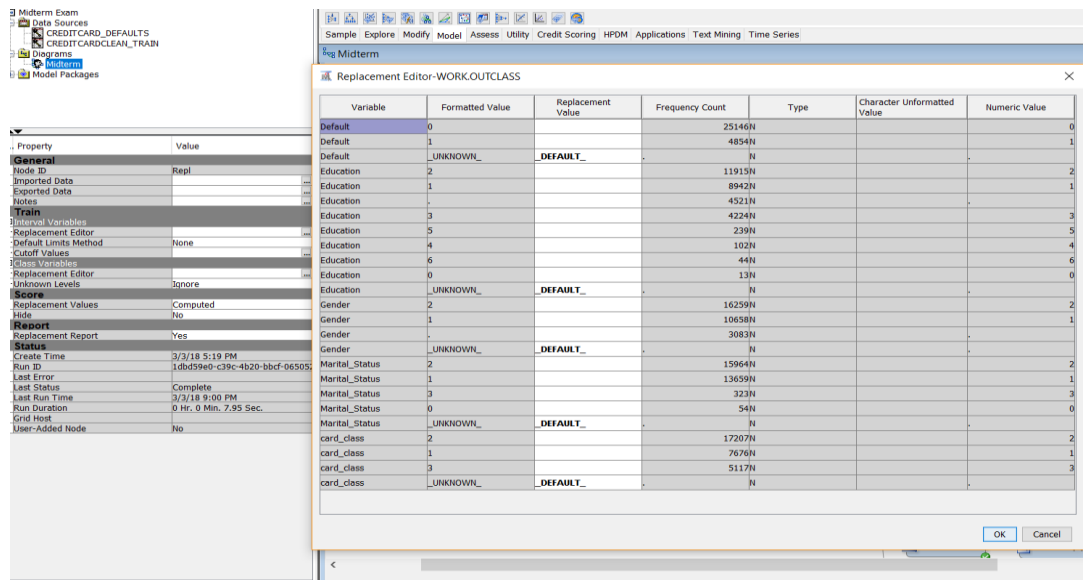 Midterm Exam
Data Sources
CREDITCARD_DEFAULTS
CREDITCARDCLEAN_TRAIN
Diagrams
Midterm
Model Packages
Sample Explore Modify Model Assess Utility Credit Scoring HPDM Applications Text Mining Time Series
Midterm
Replacement Editor-WORK.OUTCLASS
Variable Formatted Value Replacement Value Frequency Count Type Character Unformatted Value Numeric Value
Default 0 25146 N 0
Default 1 4854 N 1
Default _UNKNOWN_ _DEFAULT_ . N .
Education 2 11915 N 2
Education 1 8942 N 1
Education . 4521 N .
Education 3 4224 N 3
Education 5 239 N 5
Education 4 102 N 4
Education 6 44 N 6
Education 0 13 N 0
Education _UNKNOWN_ _DEFAULT_ . N .
Gender 2 16259 N 2
Gender 1 10658 N 1
Gender . 3083 N .
Gender _UNKNOWN_ _DEFAULT_ . N .
Marital_Status 2 15964 N 2
Marital_Status 1 13659 N 1
Marital_Status 3 323 N 3
Marital_Status 0 54 N 0
Marital_Status _UNKNOWN_ _DEFAULT_ . N .
card_class 2 17207 N 2
card_class 1 7676 N 1
card_class 3 5117 N 3
card_class _UNKNOWN_ _DEFAULT_ . N .
OK Cancel
. Property Value
General
Node ID Repl
Imported Data ...
Exported Data ...
Notes ...
Train
Interval Variables
Replacement Editor ...
Default Limits Method None
Cutoff Values ...
Class Variables
Replacement Editor ...
Unknown Levels Ignore
Score
Replacement Values Computed
Hide No
Report
Replacement Report Yes
Status
Create Time 3/3/18 5:19 PM
Run ID 1dbd59e0-c39c-4b20-bbcf-065052
Last Error
Last Status Complete
Last Run Time 3/3/18 9:00 PM
Run Duration 0 Hr. 0 Min. 7.95 Sec.
Grid Host
User-Added Node No